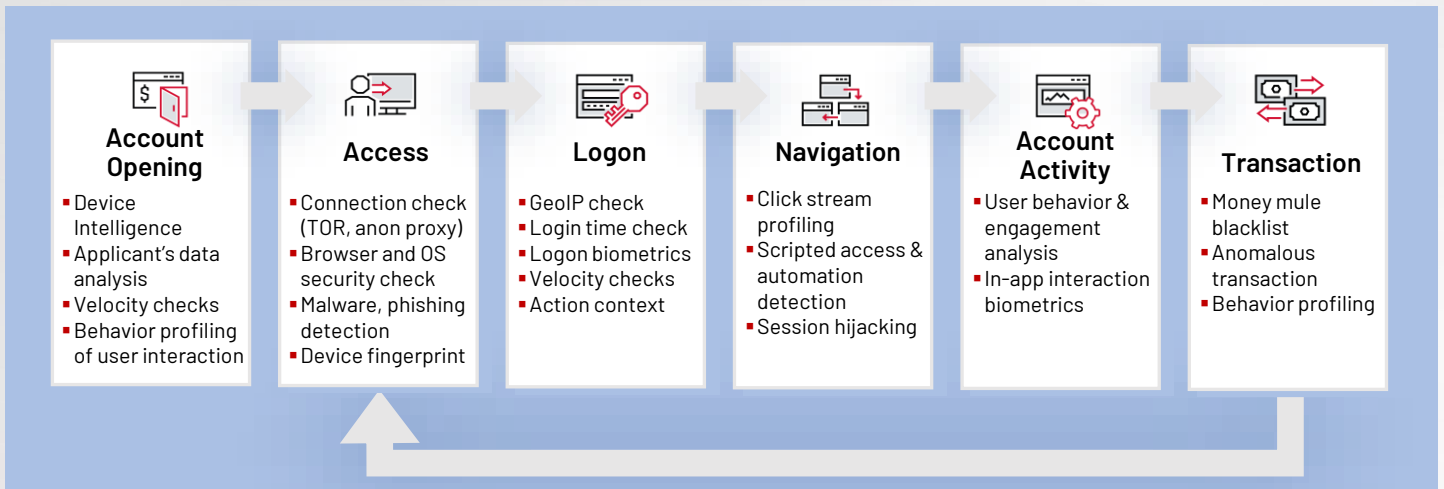 Account
Opening
▪ Device
Intelligence
▪ Applicant's data
analysis
▪ Velocity checks
▪ Behavior profiling
of user interaction
Access
▪ Connection check
(TOR, anon proxy)
▪ Browser and OS
security check
▪ Malware, phishing
detection
▪ Device fingerprint
Logon
▪ GeoIP check
▪ Login time check
▪ Logon biometrics
▪ Velocity checks
▪ Action context
Navigation
▪ Click stream
profiling
▪ Scripted access &
automation
detection
▪ Session hijacking
Account
Activity
▪ User behavior &
engagement
analysis
▪ In-app interaction
biometrics
Transaction
▪ Money mule
blacklist
▪ Anomalous
transaction
▪ Behavior profiling